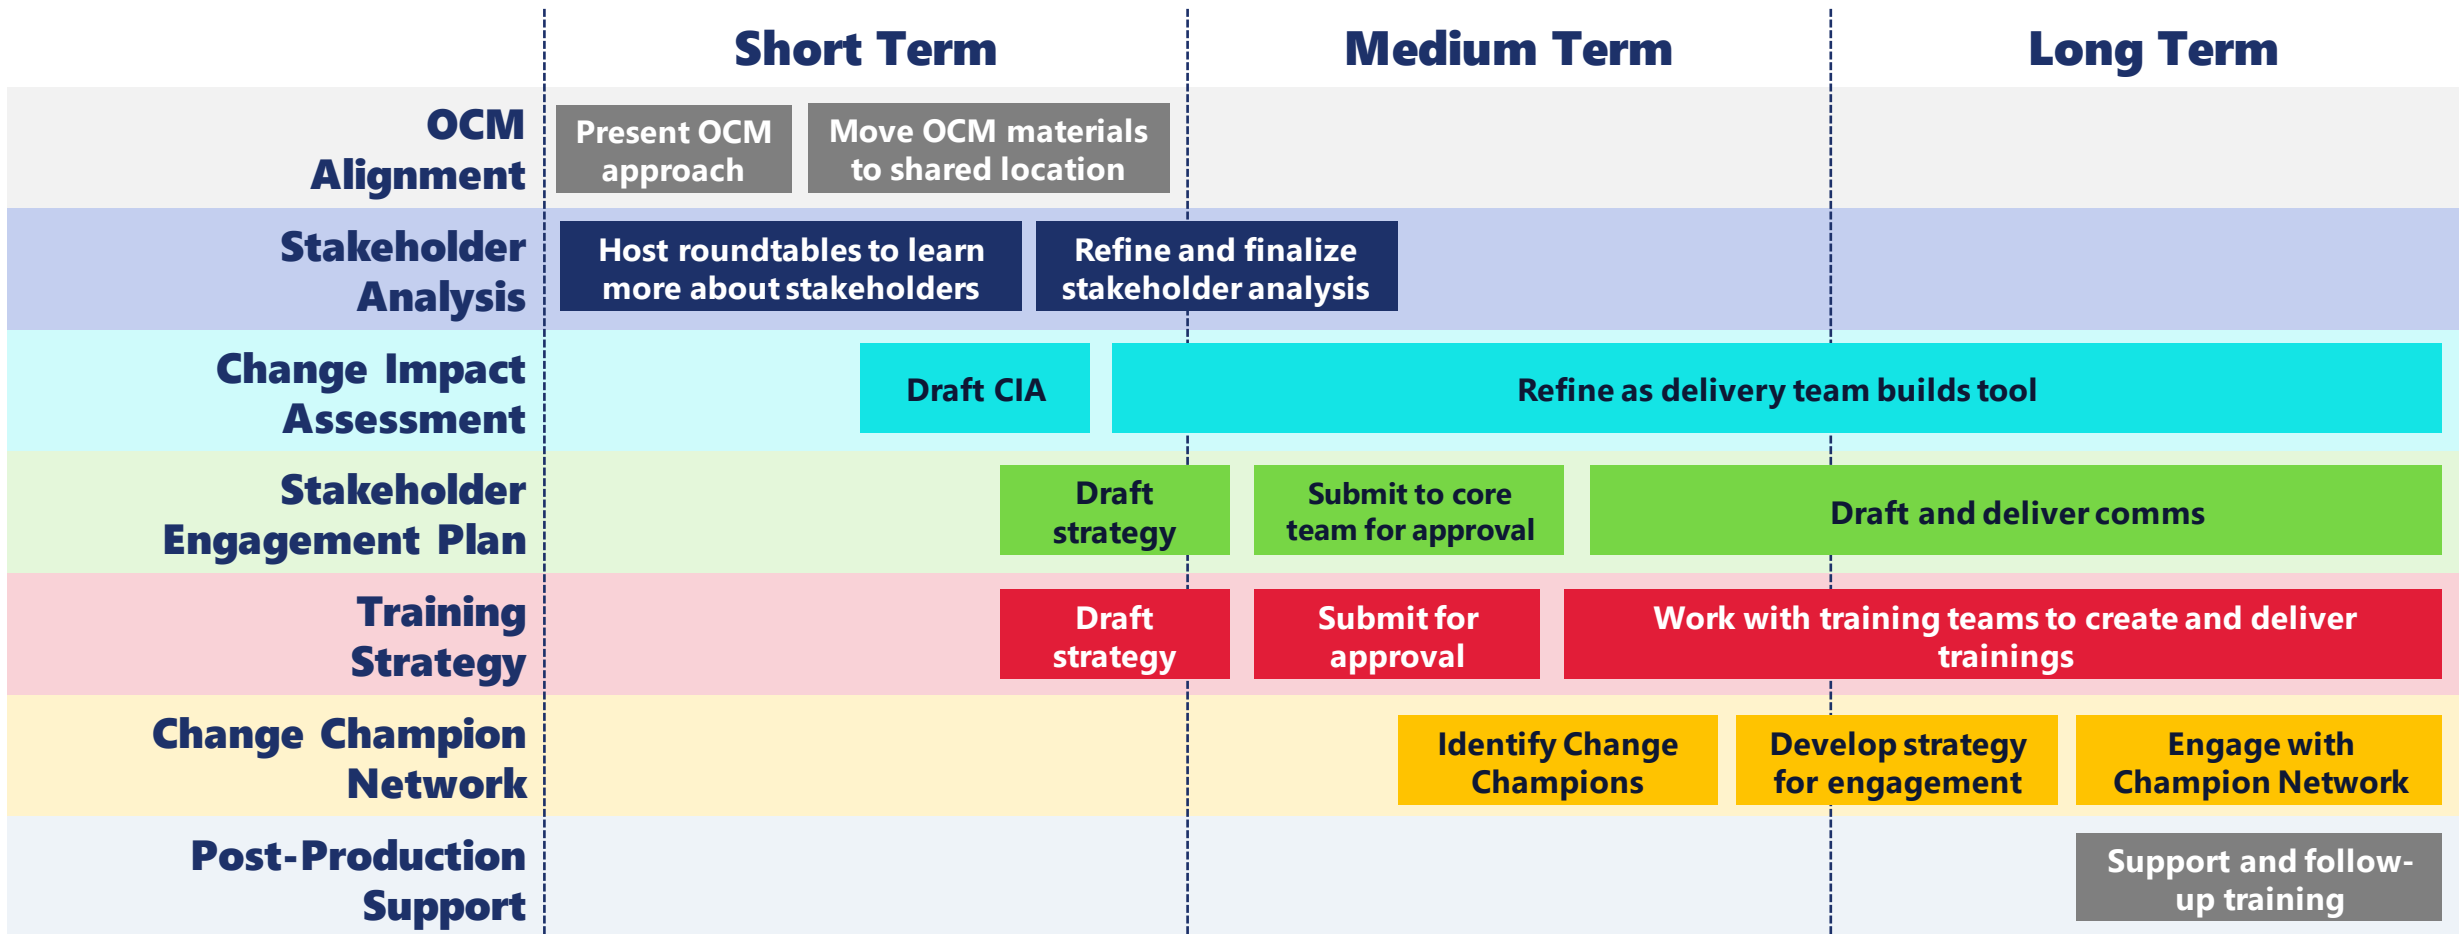 Short Term
Medium Term
Long Term
OCM
Alignment
Present OCM
approach
Move OCM materials
to shared location
Stakeholder
Analysis
Host roundtables to learn
more about stakeholders
Refine and finalize
stakeholder analysis
Change Impact
Assessment
Draft CIA
Refine as delivery team builds tool
Stakeholder
Engagement Plan
Draft
strategy
Submit to core
team for approval
Draft and deliver comms
Training
Strategy
Draft
strategy
Submit for
approval
Work with training teams to create and deliver
trainings
Change Champion
Network
Identify Change
Champions
Develop strategy
for engagement
Engage with
Champion Network
Post-Production
Support
Support and follow-
up training